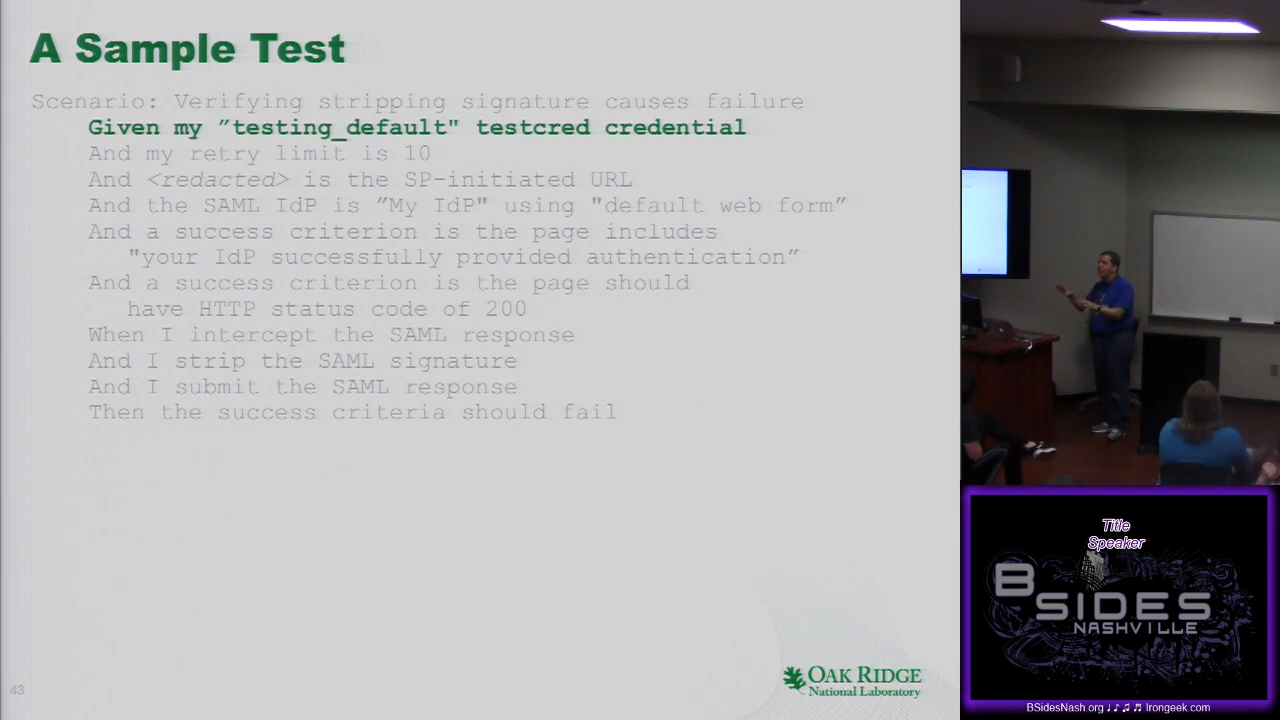 A Sample Test
Scenario: Verifying stripping signature causes failure
Given my ”testing_default" testcred credential
And my retry limit is 10
And <redacted> is the SP-initiated URL
And the SAML IdP is ”My IdP" using "default web form”
And a success criterion is the page includes
"your IdP successfully provided authentication”
And a success criterion is the page should
have HTTP status code of 200
When I intercept the SAML response
And I strip the SAML signature
And I submit the SAML response
Then the success criteria should fail
43
OAK RIDGE
National Laboratory
Title
Speaker
BSIDES
NASHVILLE
BSidesNash.org ♩♪♫♬ Irongeek.com